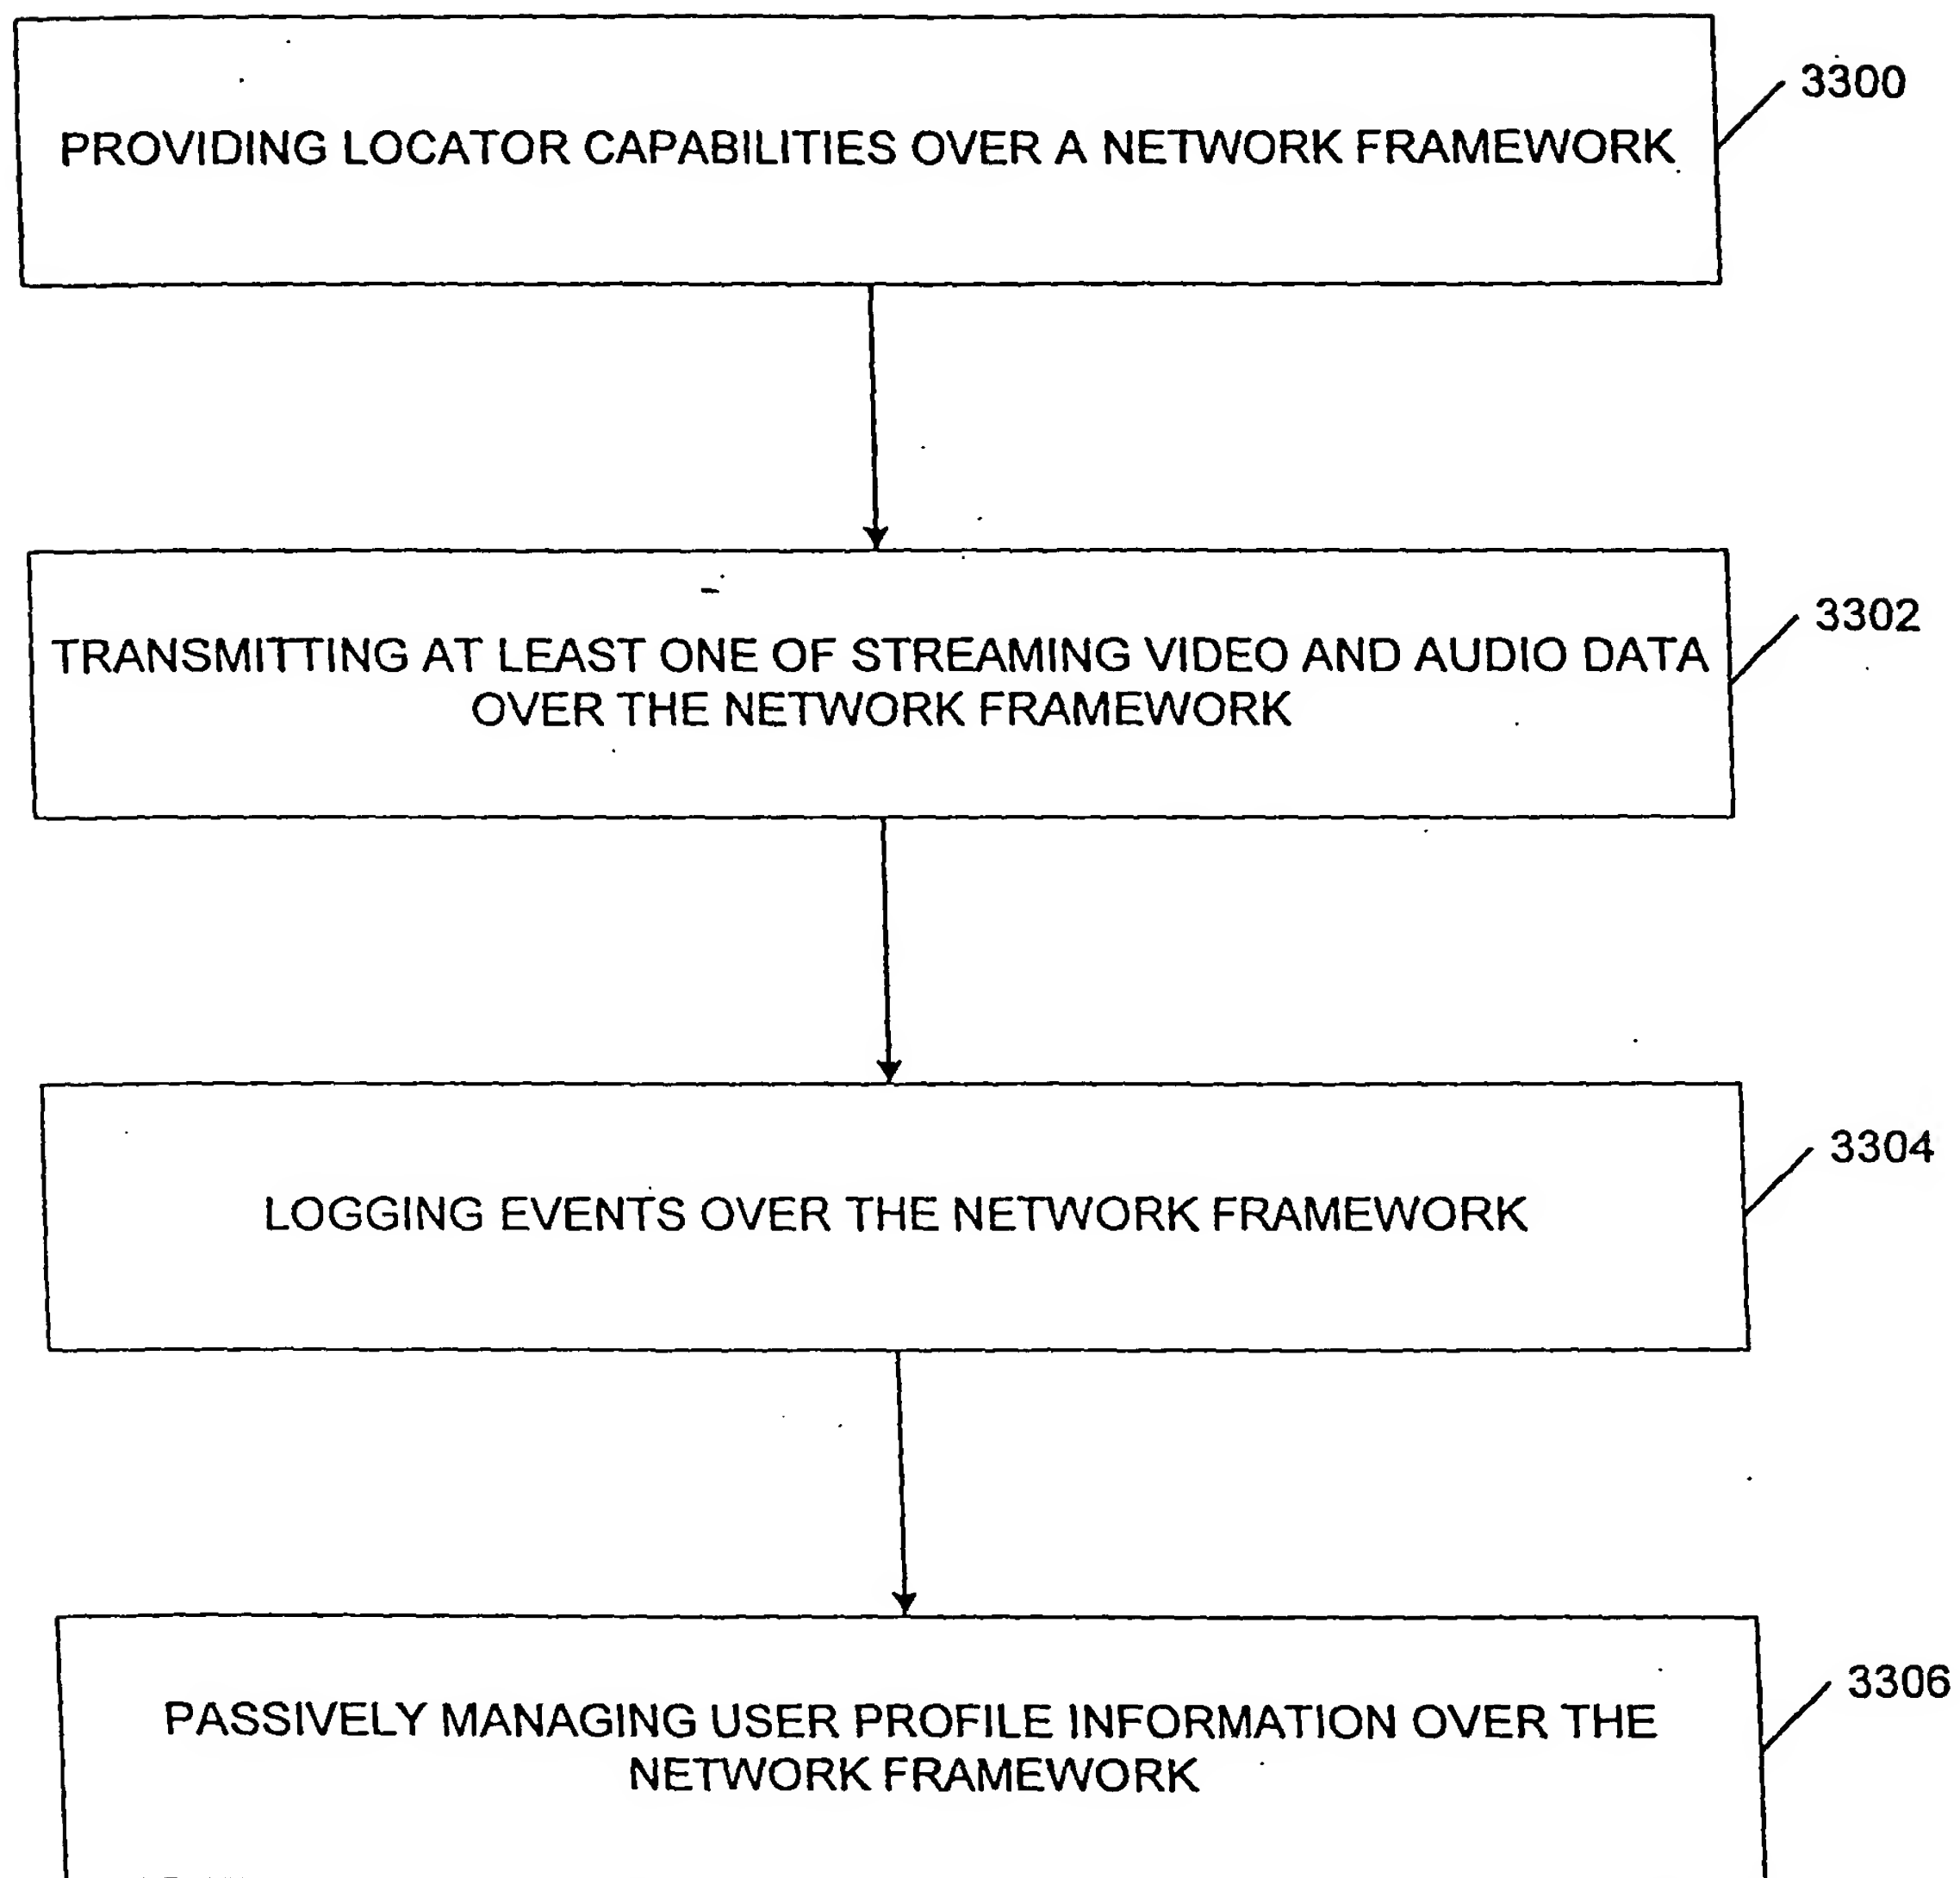 PROVIDING LOCATOR CAPABILITIES OVER A NETWORK FRAMEWORK
3300
TRANSMITTING AT LEAST ONE OF STREAMING VIDEO AND AUDIO DATA
OVER THE NETWORK FRAMEWORK
3302
LOGGING EVENTS OVER THE NETWORK FRAMEWORK
3304
PASSIVELY MANAGING USER PROFILE INFORMATION OVER THE
NETWORK FRAMEWORK
3306